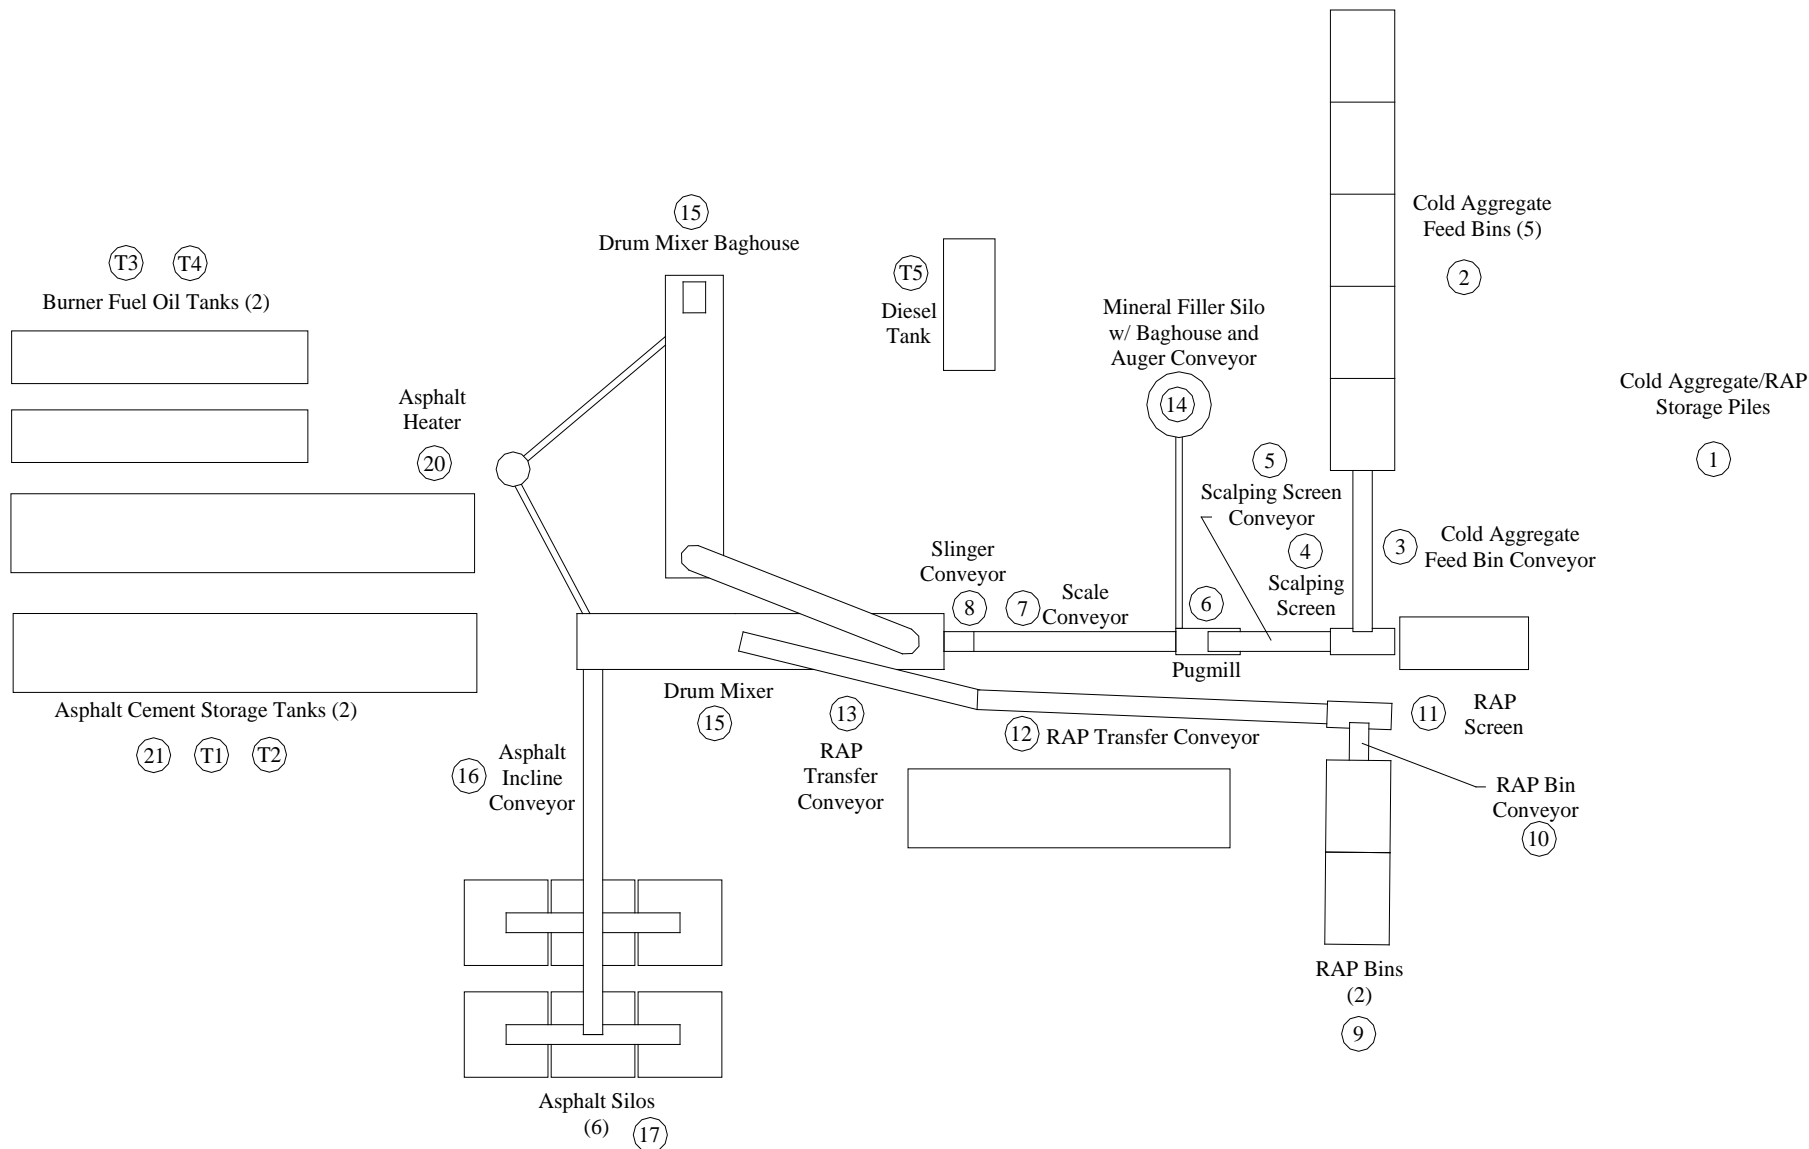 15
Drum Mixer Baghouse
T3
T4
Burner Fuel Oil Tanks (2)
T5
Diesel
Tank
Mineral Filler Silo
w/ Baghouse and
Auger Conveyor
14
Cold Aggregate
Feed Bins (5)
2
Cold Aggregate/RAP
Storage Piles
1
Asphalt
Heater
20
5
Scalping Screen
Conveyor
4
Scalping
Screen
3
Cold Aggregate
Feed Bin Conveyor
Slinger
Conveyor
8
7
Scale
Conveyor
6
Pugmill
Asphalt Cement Storage Tanks (2)
21
T1
T2
Drum Mixer
15
13
RAP
Transfer
Conveyor
12
RAP Transfer Conveyor
11
RAP
Screen
16
Asphalt
Incline
Conveyor
RAP Bin
Conveyor
10
RAP Bins
(2)
9
Asphalt Silos
(6)
17